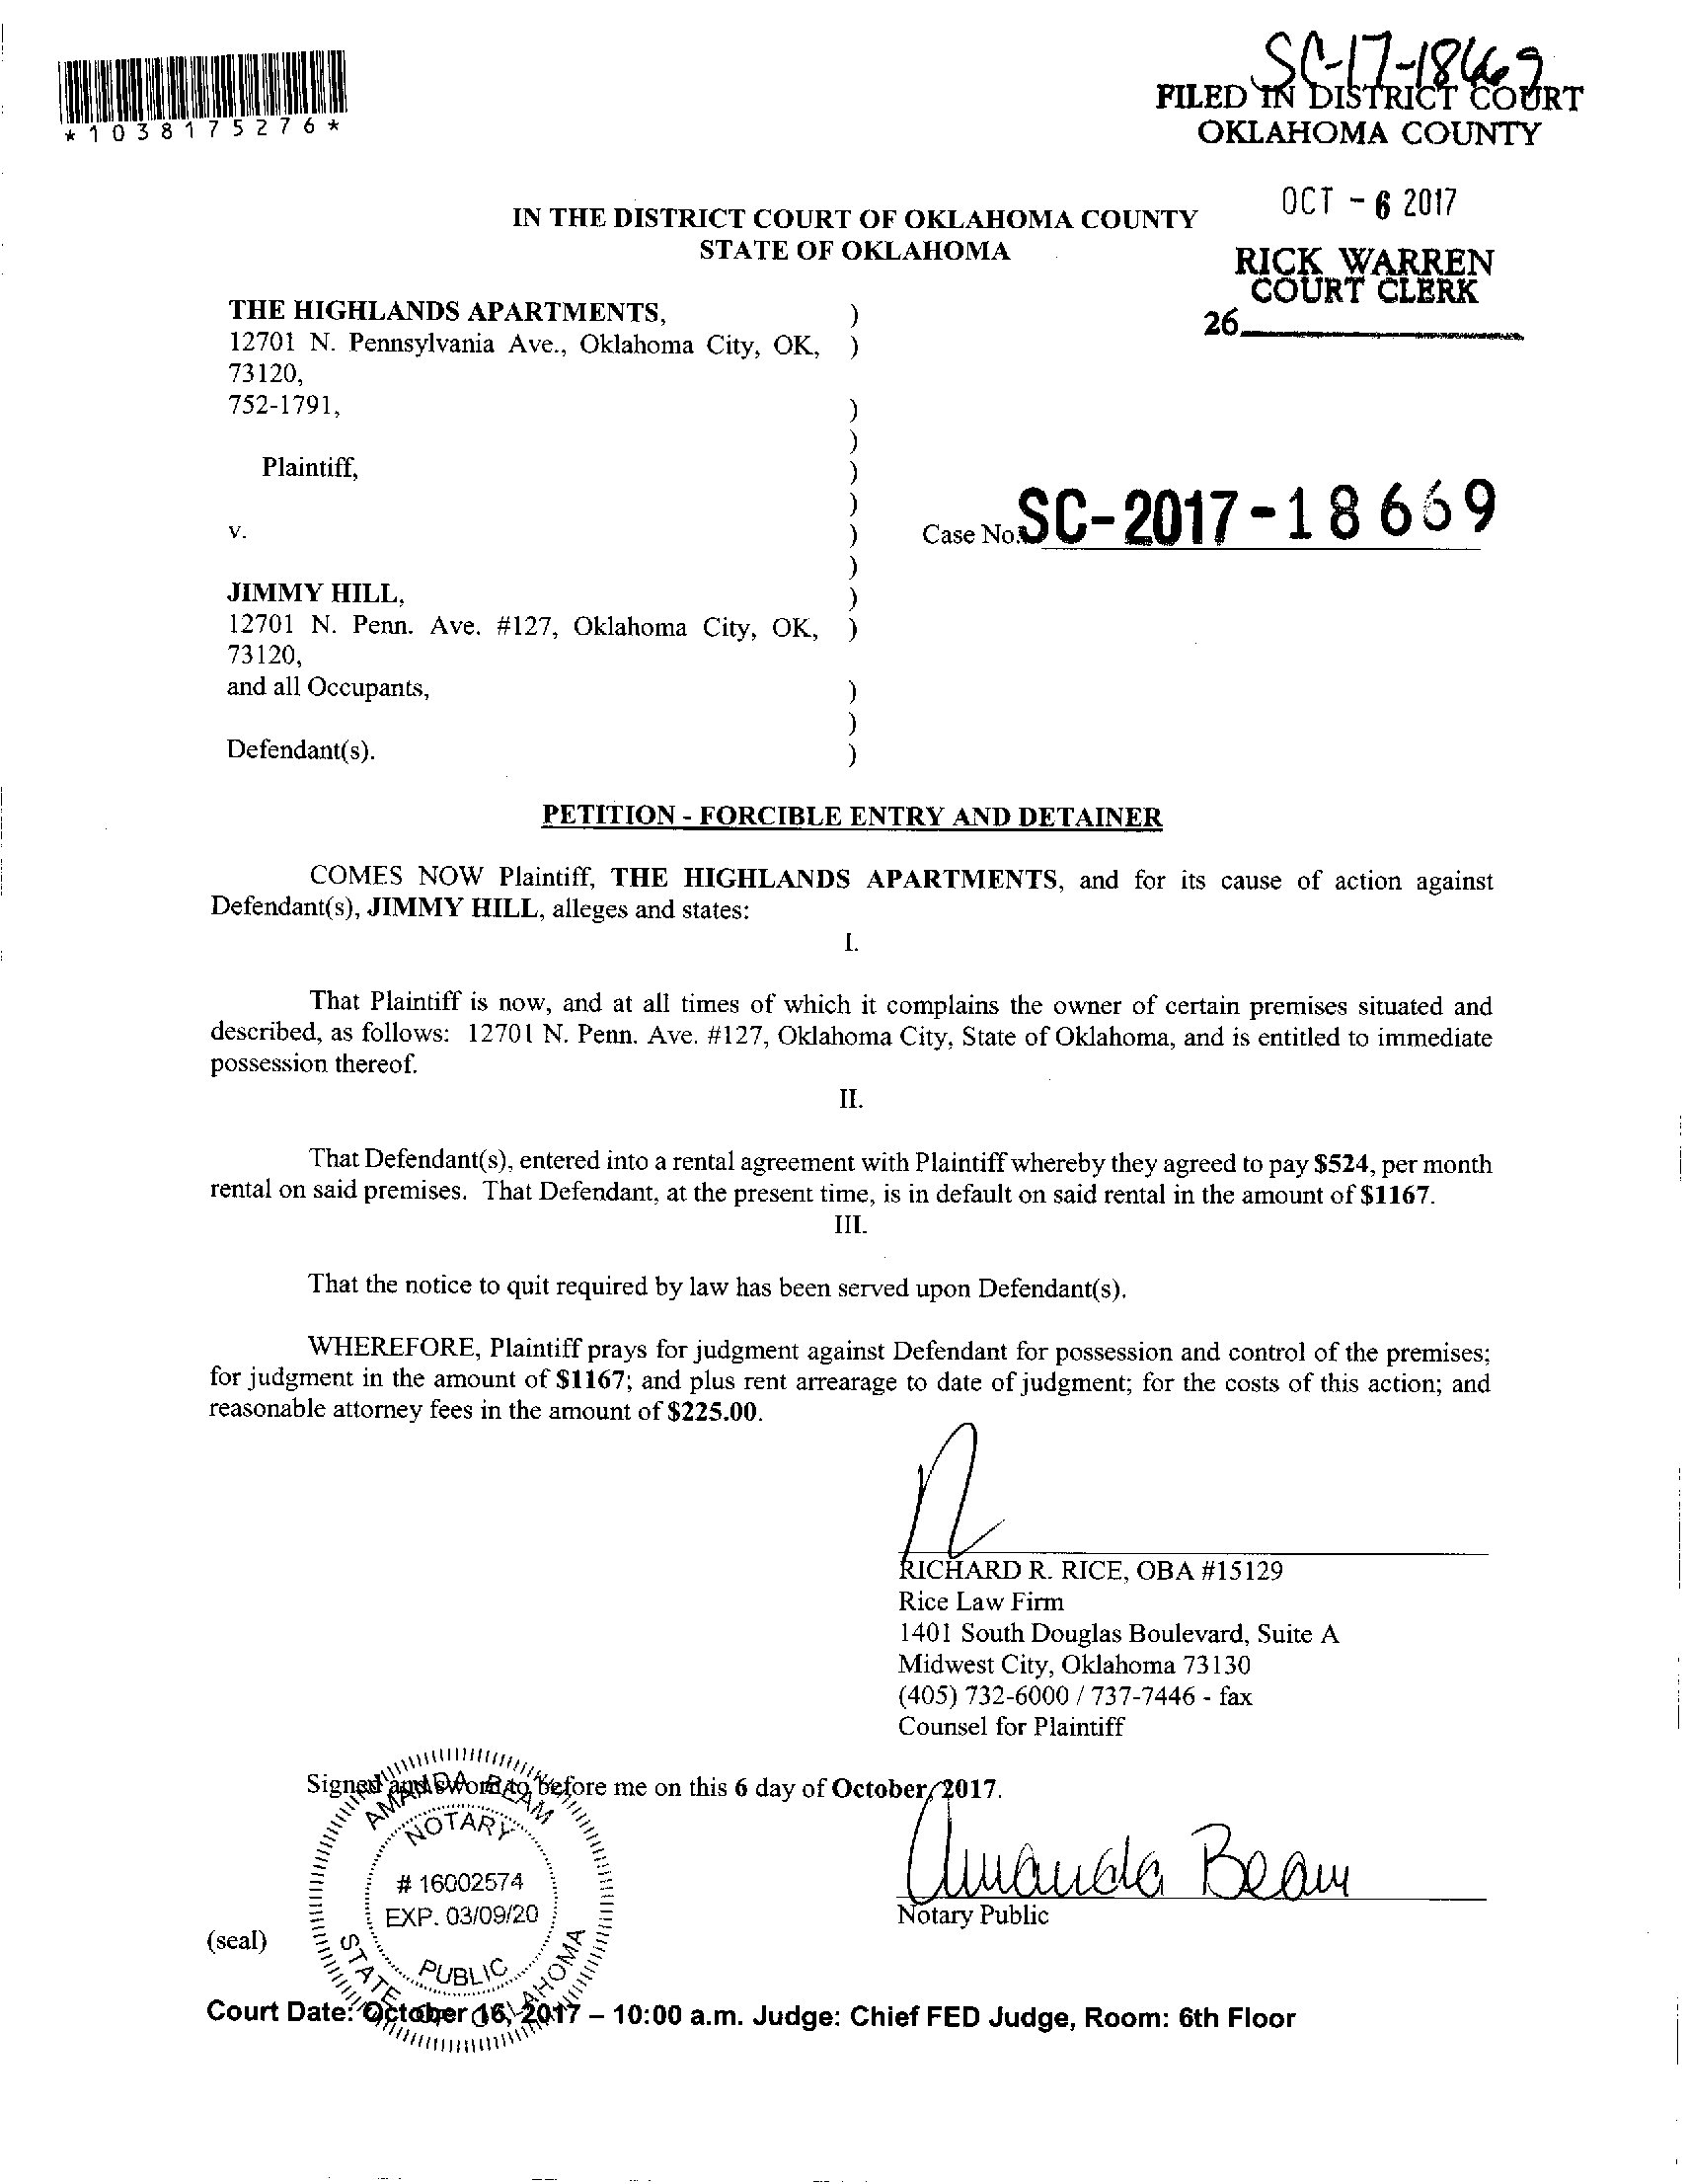 SC-17-18669
FILED IN DISTRICT COURT
OKLAHOMA COUNTY
*1038175276*
OCT - 6 2017
IN THE DISTRICT COURT OF OKLAHOMA COUNTY
STATE OF OKLAHOMA
RICK WARREN
COURT CLERK
26
THE HIGHLANDS APARTMENTS, )
12701 N. Pennsylvania Ave., Oklahoma City, OK, )
73120,
752-1791, )
)
Plaintiff, )
)
v. ) Case No. SC-2017-18669
)
JIMMY HILL, )
12701 N. Penn. Ave. #127, Oklahoma City, OK, )
73120,
and all Occupants, )
)
Defendant(s). )
PETITION - FORCIBLE ENTRY AND DETAINER
COMES NOW Plaintiff, THE HIGHLANDS APARTMENTS, and for its cause of action against
Defendant(s), JIMMY HILL, alleges and states:
I.
That Plaintiff is now, and at all times of which it complains the owner of certain premises situated and
described, as follows: 12701 N. Penn. Ave. #127, Oklahoma City, State of Oklahoma, and is entitled to immediate
possession thereof.
II.
That Defendant(s), entered into a rental agreement with Plaintiff whereby they agreed to pay $524, per month
rental on said premises. That Defendant, at the present time, is in default on said rental in the amount of $1167.
III.
That the notice to quit required by law has been served upon Defendant(s).
WHEREFORE, Plaintiff prays for judgment against Defendant for possession and control of the premises;
for judgment in the amount of $1167; and plus rent arrearage to date of judgment; for the costs of this action; and
reasonable attorney fees in the amount of $225.00.
RICHARD R. RICE, OBA #15129
Rice Law Firm
1401 South Douglas Boulevard, Suite A
Midwest City, Oklahoma 73130
(405) 732-6000 / 737-7446 - fax
Counsel for Plaintiff
Signed and sworn to before me on this 6 day of October, 2017.
AMANDA BEAM
NOTARY
# 16002574
EXP. 03/09/20
PUBLIC
STATE OF OKLAHOMA
Amanda Beam
Notary Public
(seal)
Court Date: October 16, 2017 – 10:00 a.m. Judge: Chief FED Judge, Room: 6th Floor